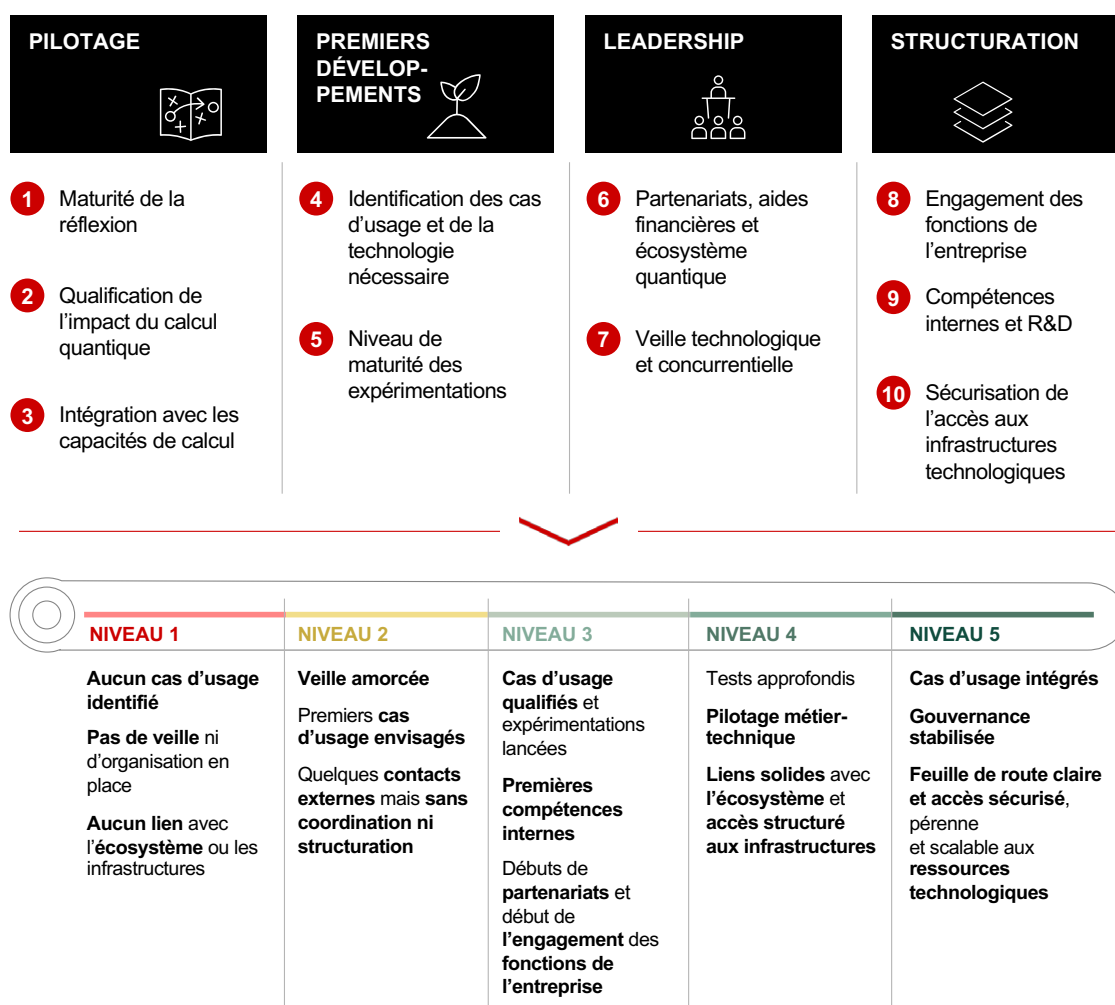 PILOTAGE
PREMIERS
DÉVELOP-
PEMENTS
LEADERSHIP
STRUCTURATION
1
Maturité de la
réflexion
2
Qualification de
l’impact du calcul
quantique
3
Intégration avec les
capacités de calcul
4
Identification des cas
d’usage et de la
technologie
nécessaire
5
Niveau de
maturité des
expérimentations
6
Partenariats, aides
financières et
écosystème
quantique
7
Veille technologique
et concurrentielle
8
Engagement des
fonctions de
l’entreprise
9
Compétences
internes et R&D
10
Sécurisation de
l’accès aux
infrastructures
technologiques
NIVEAU 1
Aucun cas d’usage
identifié
Pas de veille ni
d’organisation en
place
Aucun lien avec
l’écosystème ou les
infrastructures
NIVEAU 2
Veille amorcée
Premiers cas
d’usage envisagés
Quelques contacts
externes mais sans
coordination ni
structuration
NIVEAU 3
Cas d’usage
qualifiés et
expérimentations
lancées
Premières
compétences
internes
Débuts de
partenariats et
début de
l’engagement des
fonctions de
l’entreprise
NIVEAU 4
Tests approfondis
Pilotage métier-
technique
Liens solides avec
l’écosystème et
accès structuré
aux infrastructures
NIVEAU 5
Cas d’usage intégrés
Gouvernance
stabilisée
Feuille de route claire
et accès sécurisé,
pérenne
et scalable aux
ressources
technologiques